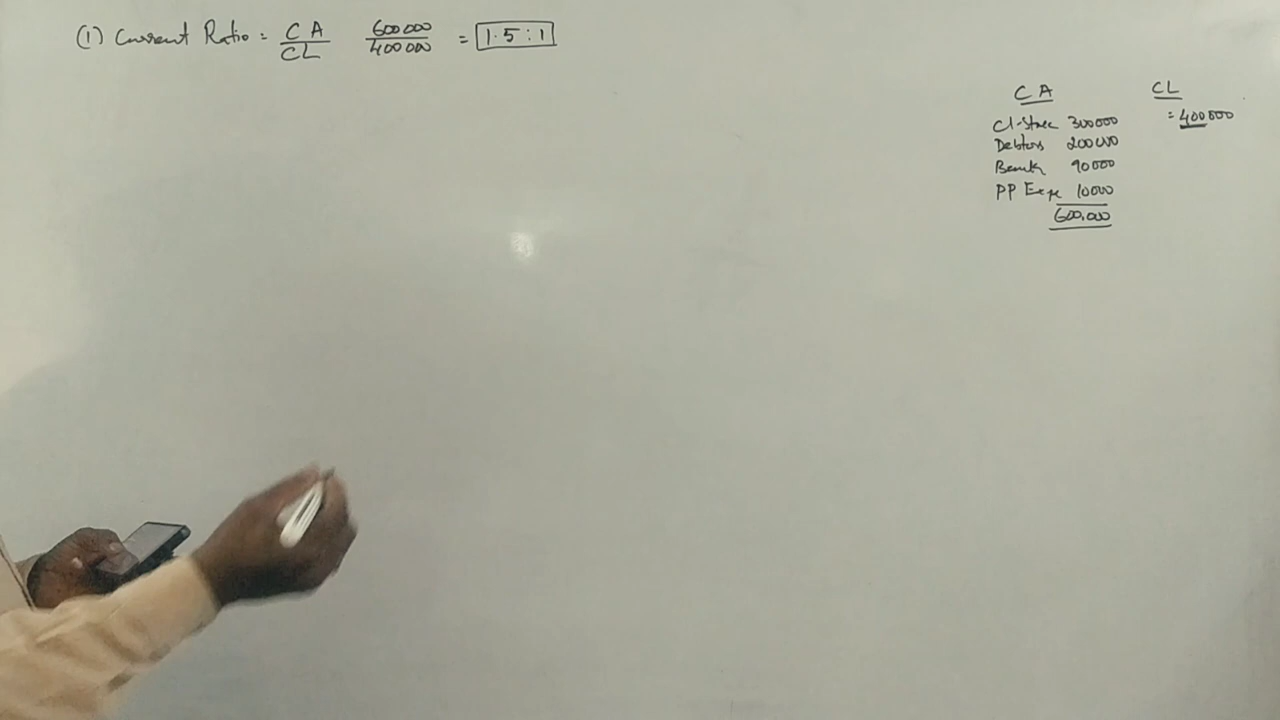 (1) Current Ratio = CA / CL 600000 / 400000 = 1.5 : 1
CA
Cl-Stock 300000
Debtors 200000
Bank 90000
PP Expe 10000
600,000
CL
= 400000